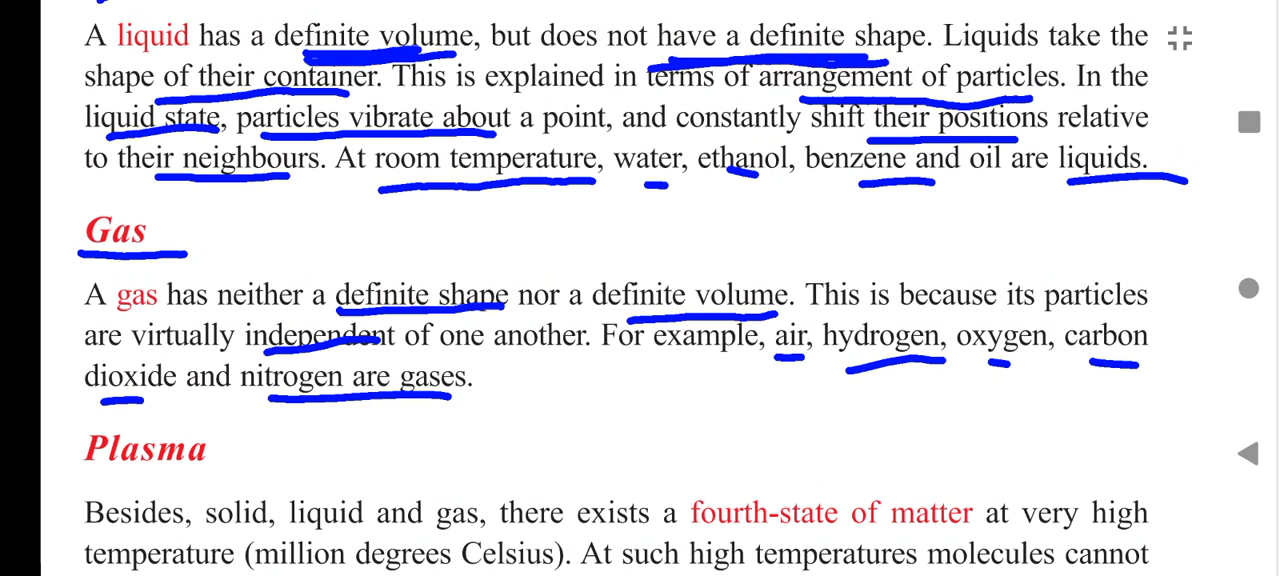 A liquid has a definite volume, but does not have a definite shape. Liquids take the
shape of their container. This is explained in terms of arrangement of particles. In the
liquid state, particles vibrate about a point, and constantly shift their positions relative
to their neighbours. At room temperature, water, ethanol, benzene and oil are liquids.
Gas
A gas has neither a definite shape nor a definite volume. This is because its particles
are virtually independent of one another. For example, air, hydrogen, oxygen, carbon
dioxide and nitrogen are gases.
Plasma
Besides, solid, liquid and gas, there exists a fourth-state of matter at very high
temperature (million degrees Celsius). At such high temperatures molecules cannot